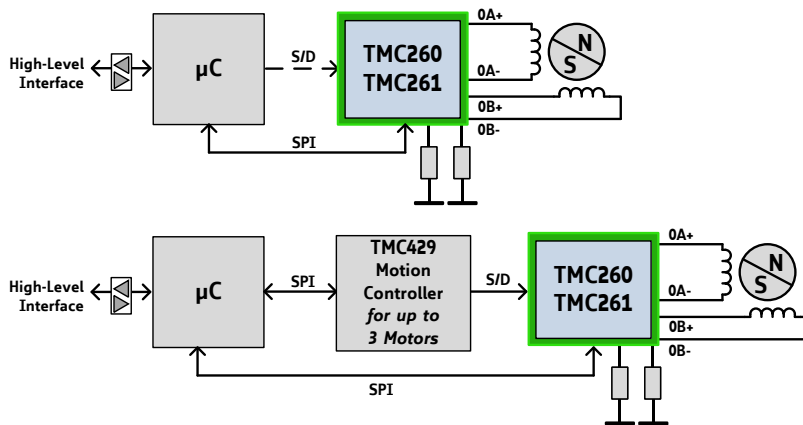 High-Level
Interface
µC
S/D
TMC260
TMC261
0A+
0A-
0B+
0B-
N
S
SPI
High-Level
Interface
µC
SPI
TMC429
Motion
Controller
for up to
3 Motors
S/D
TMC260
TMC261
0A+
0A-
0B+
0B-
N
S
SPI